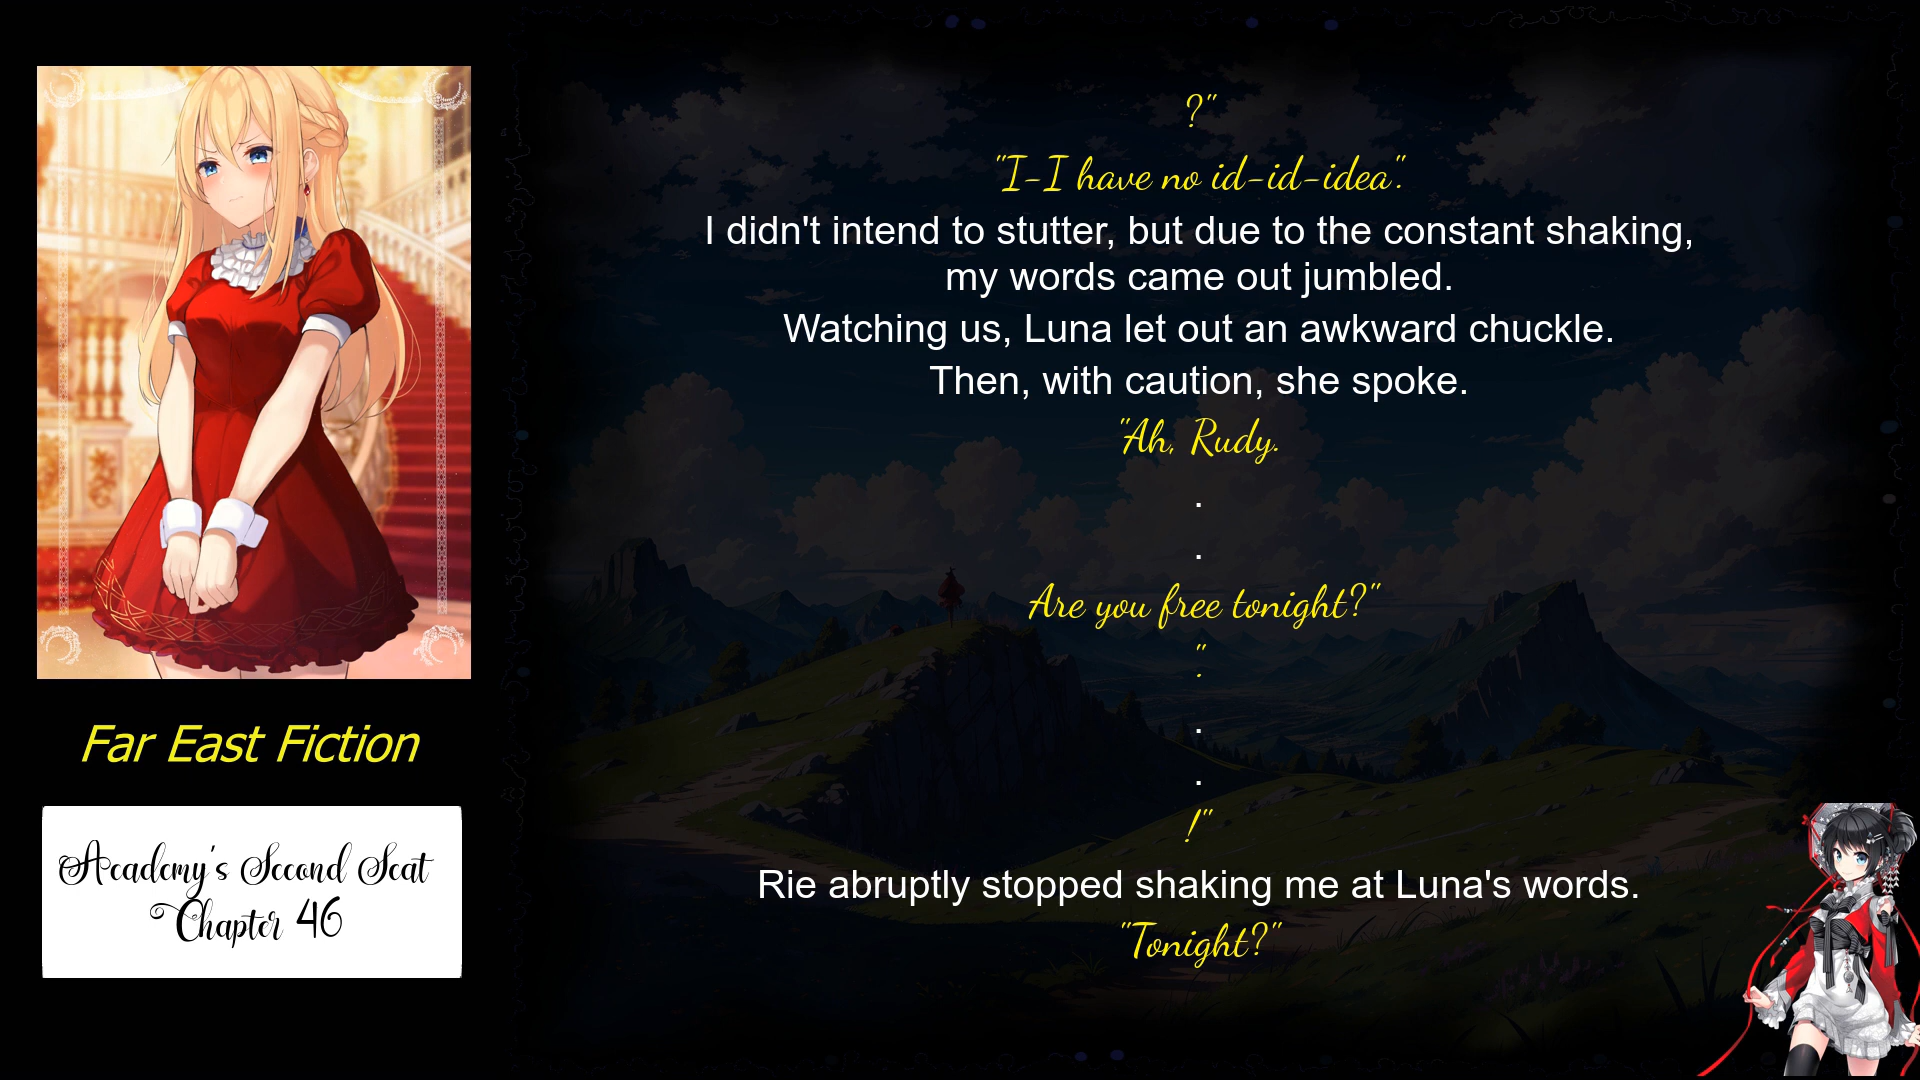 ?"
"I-I have no id-id-idea".
I didn't intend to stutter, but due to the constant shaking,
my words came out jumbled.
Watching us, Luna let out an awkward chuckle.
Then, with caution, she spoke.
"Ah, Rudy.
.
.
Are you free tonight?"
".
.
.
!"
Rie abruptly stopped shaking me at Luna's words.
"Tonight?"
Far East Fiction
Academy's Second Seat
Chapter 46